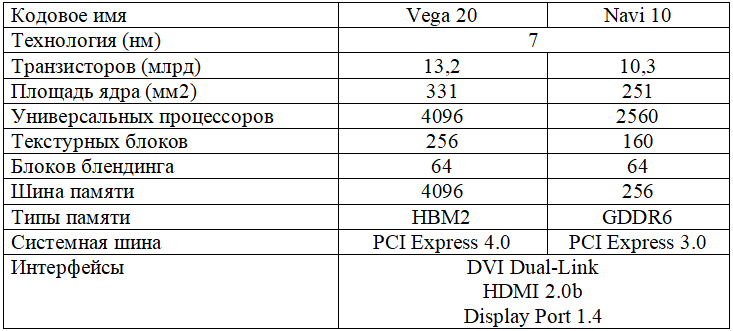 Кодовое имя Vega 20 Navi 10
Технология (нм) 7
Транзисторов (млрд) 13,2 10,3
Площадь ядра (мм2) 331 251
Универсальных процессоров 4096 2560
Текстурных блоков 256 160
Блоков блендинга 64 64
Шина памяти 4096 256
Типы памяти HBM2 GDDR6
Системная шина PCI Express 4.0 PCI Express 3.0
Интерфейсы DVI Dual-Link
HDMI 2.0b
Display Port 1.4